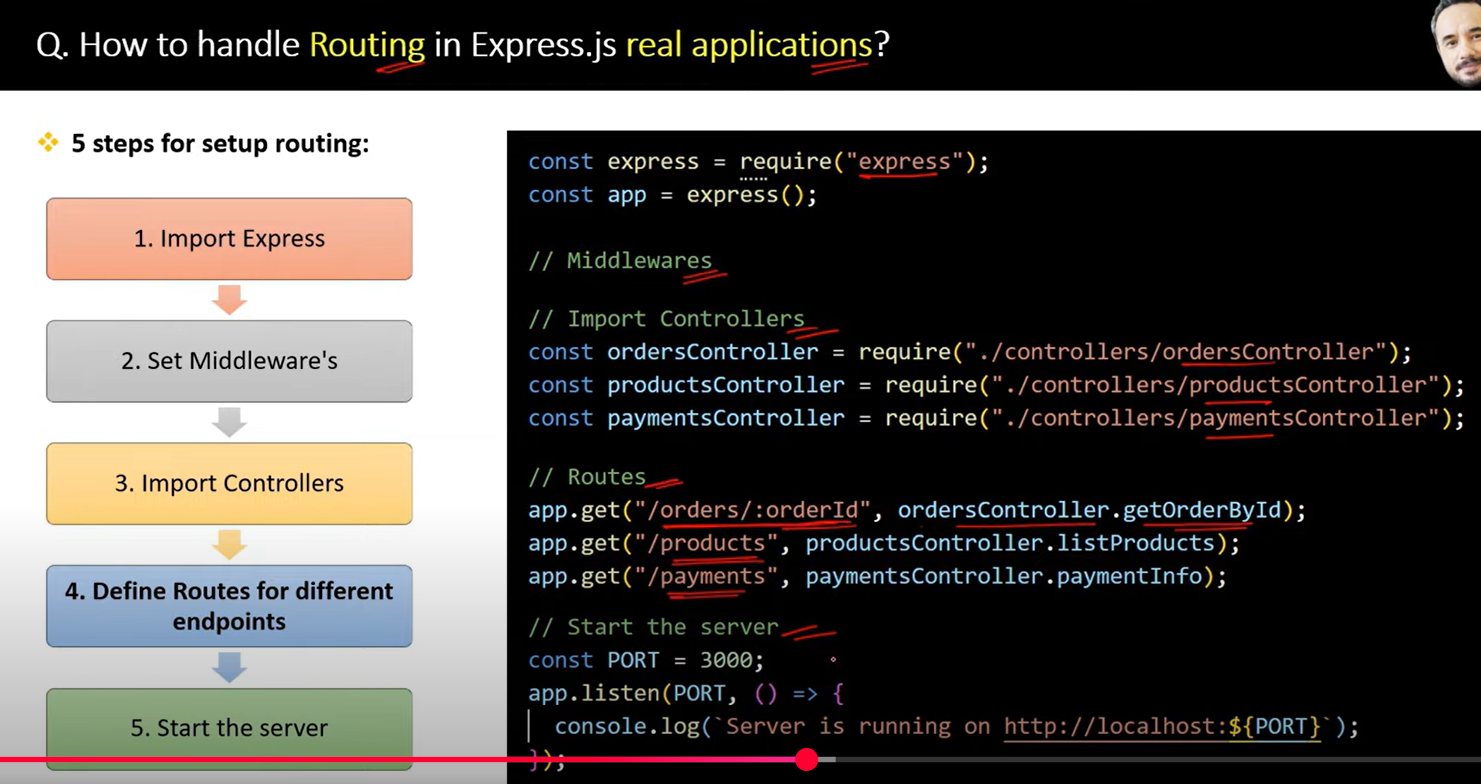 Q. How to handle Routing in Express.js real applications?
5 steps for setup routing:
1. Import Express
2. Set Middleware's
3. Import Controllers
4. Define Routes for different
endpoints
5. Start the server
const express = require("express");
const app = express();
// Middlewares
// Import Controllers
const ordersController = require("./controllers/ordersController");
const productsController = require("./controllers/productsController");
const paymentsController = require("./controllers/paymentsController");
// Routes
app.get("/orders/:orderId", ordersController.getOrderById);
app.get("/products", productsController.listProducts);
app.get("/payments", paymentsController.paymentInfo);
// Start the server
const PORT = 3000;
app.listen(PORT, () => {
console.log(`Server is running on http://localhost:${PORT}`);
});